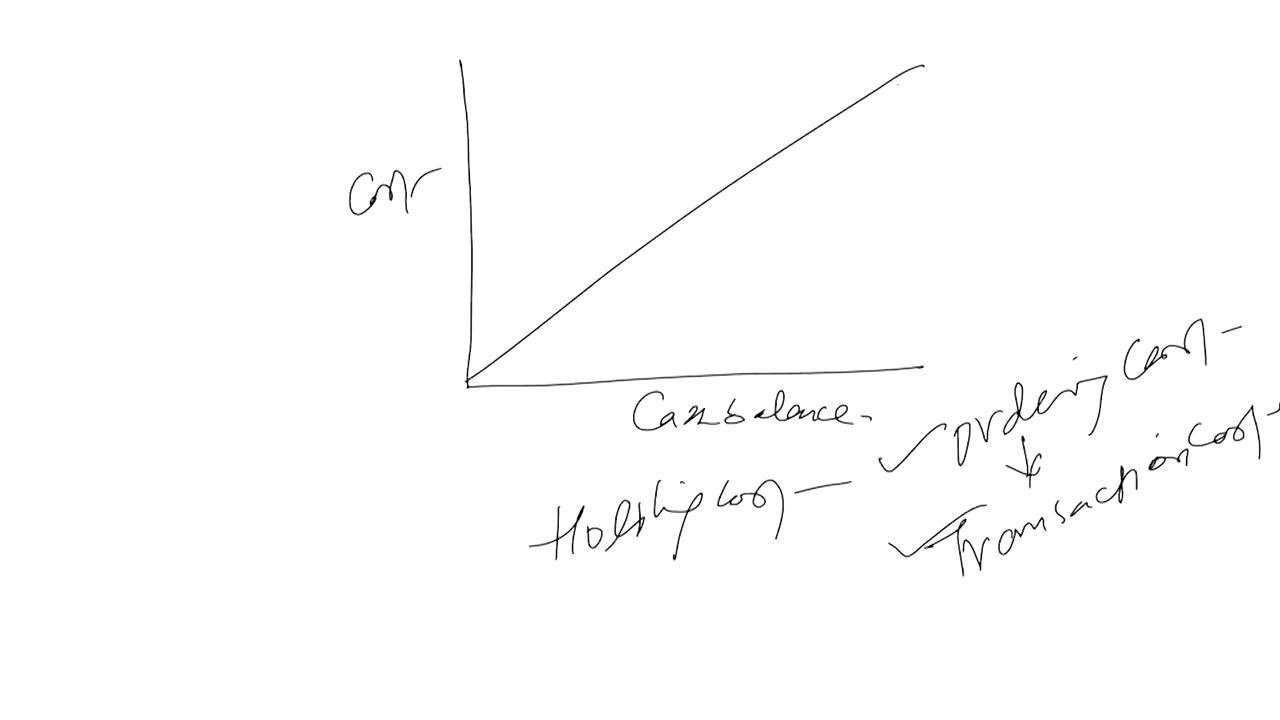 Cost
Cash balance
Holding cost
ordering cost
Transaction cost